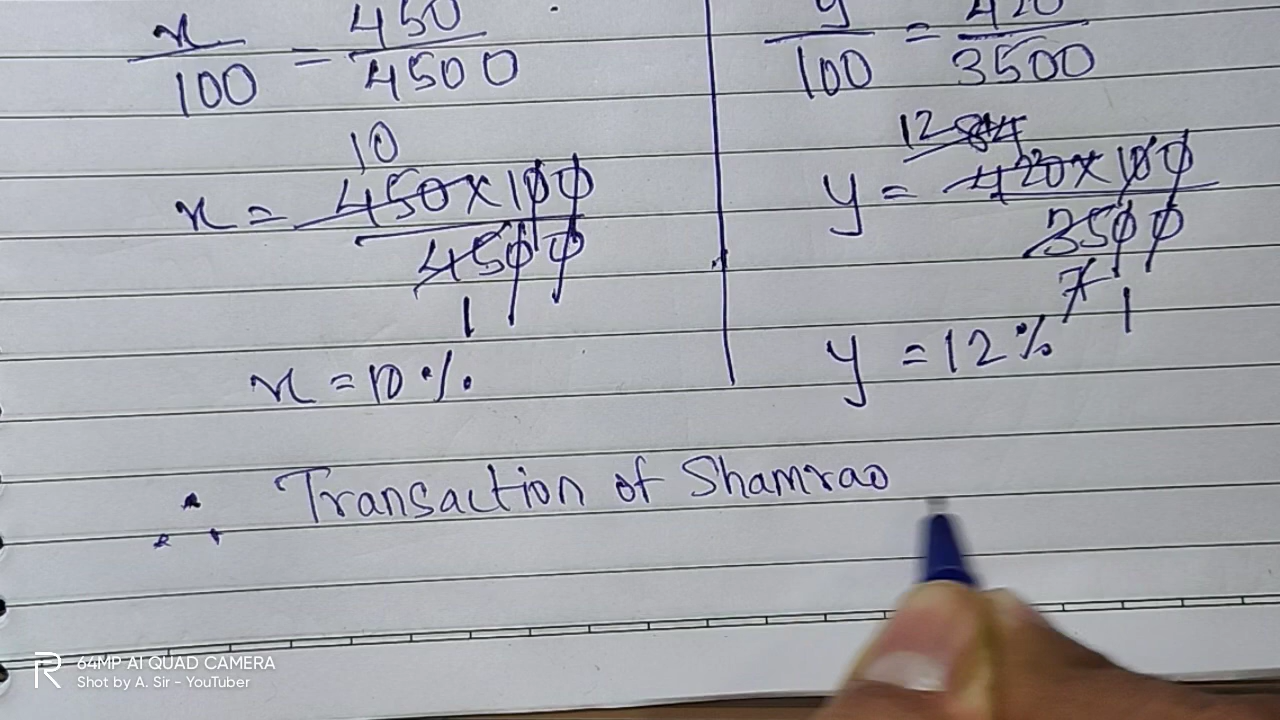 x/100 = 450/4500
10
x = 450×100/4500
1
x = 10%
y/100 = 420/3500
12 84
y = 420×100/3500
7 1
y = 12%
∴ Transaction of Shamrao
64MP AI QUAD CAMERA
Shot by A. Sir - YouTuber